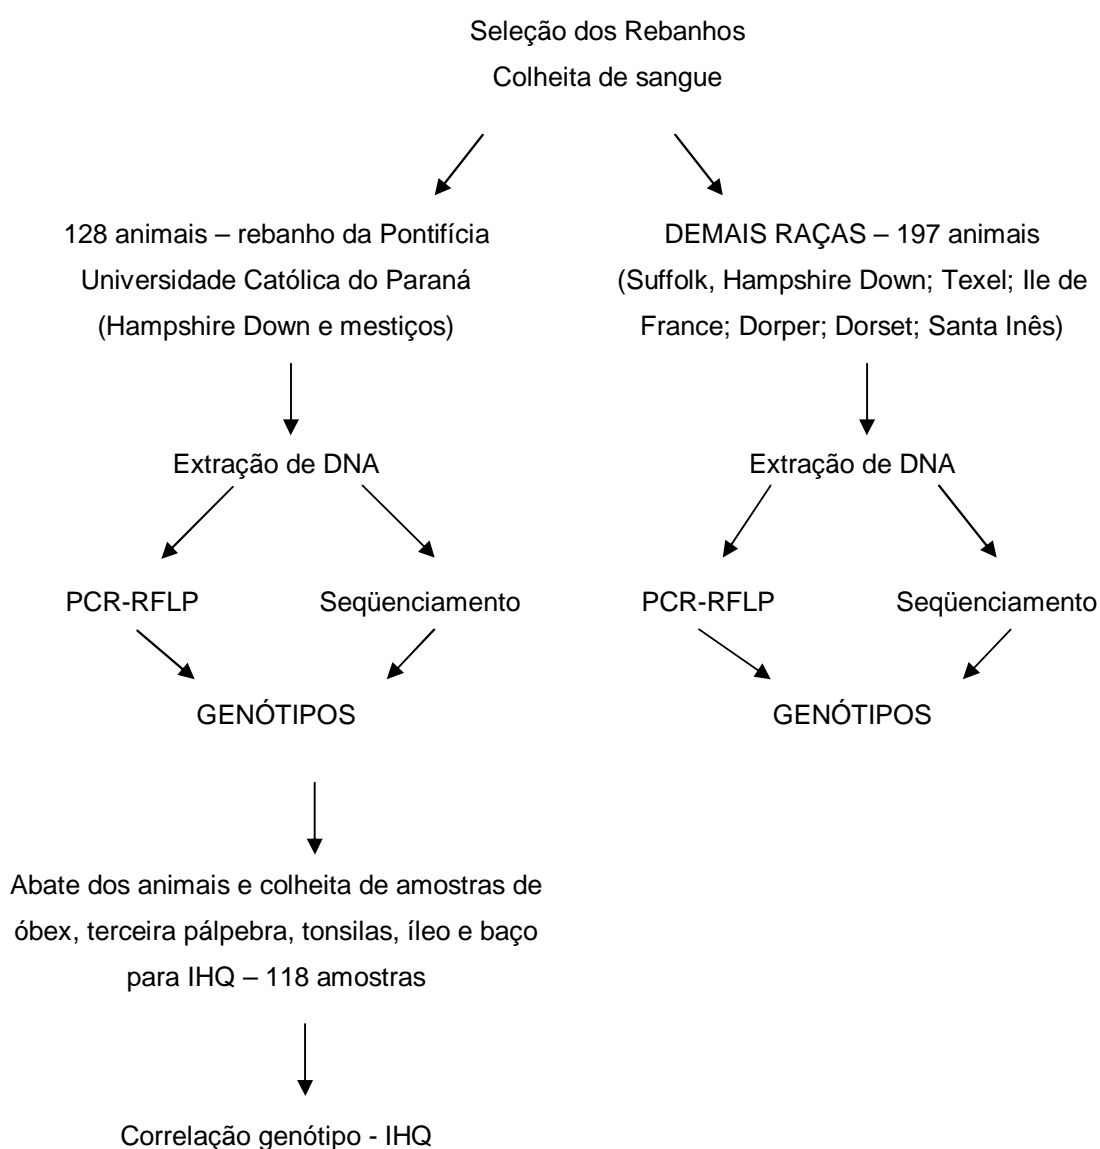 Seleção dos Rebanhos
Colheita de sangue
128 animais – rebanho da Pontifícia
Universidade Católica do Paraná
(Hampshire Down e mestiços)
DEMAIS RAÇAS – 197 animais
(Suffolk, Hampshire Down; Texel; Ile de
France; Dorper; Dorset; Santa Inês)
Extração de DNA
Extração de DNA
PCR-RFLP
Seqüenciamento
PCR-RFLP
Seqüenciamento
GENÓTIPOS
GENÓTIPOS
Abate dos animais e colheita de amostras de
óbex, terceira pálpebra, tonsilas, íleo e baço
para IHQ – 118 amostras
Correlação genótipo - IHQ